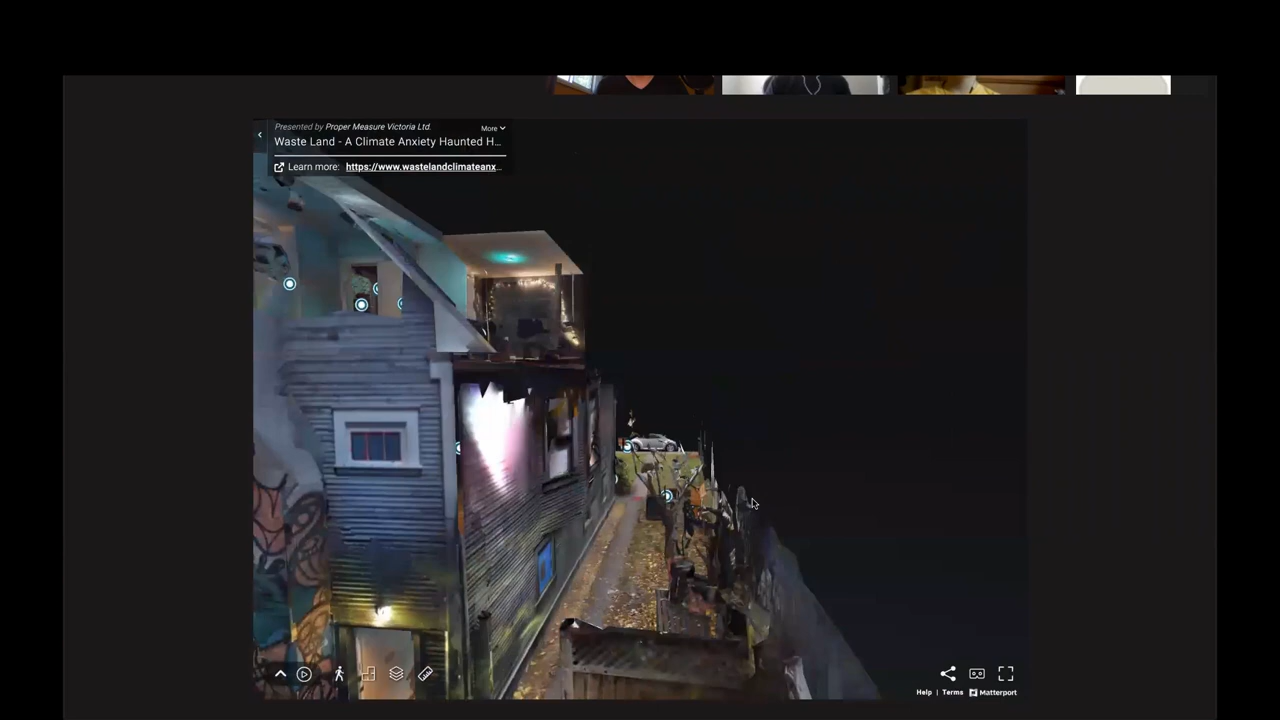 Presented by Proper Measure Victoria Ltd.
More
Waste Land - A Climate Anxiety Haunted H...
Learn more: https://www.wastelandclimateanx...
Help | Terms Matterport